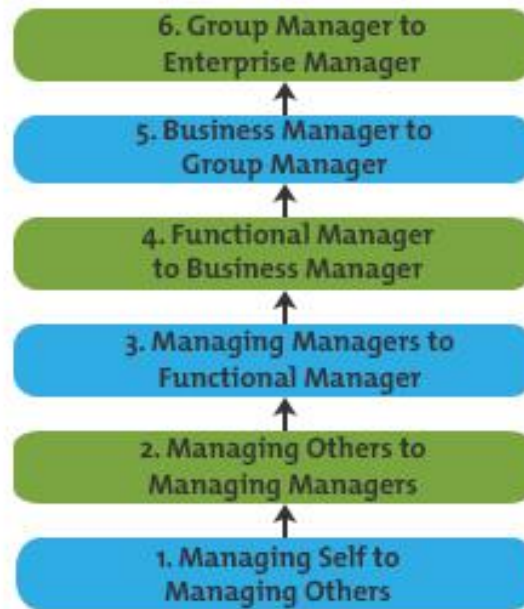 6. Group Manager to
Enterprise Manager
5. Business Manager to
Group Manager
4. Functional Manager
to Business Manager
3. Managing Managers to
Functional Manager
2. Managing Others to
Managing Managers
1. Managing Self to
Managing Others